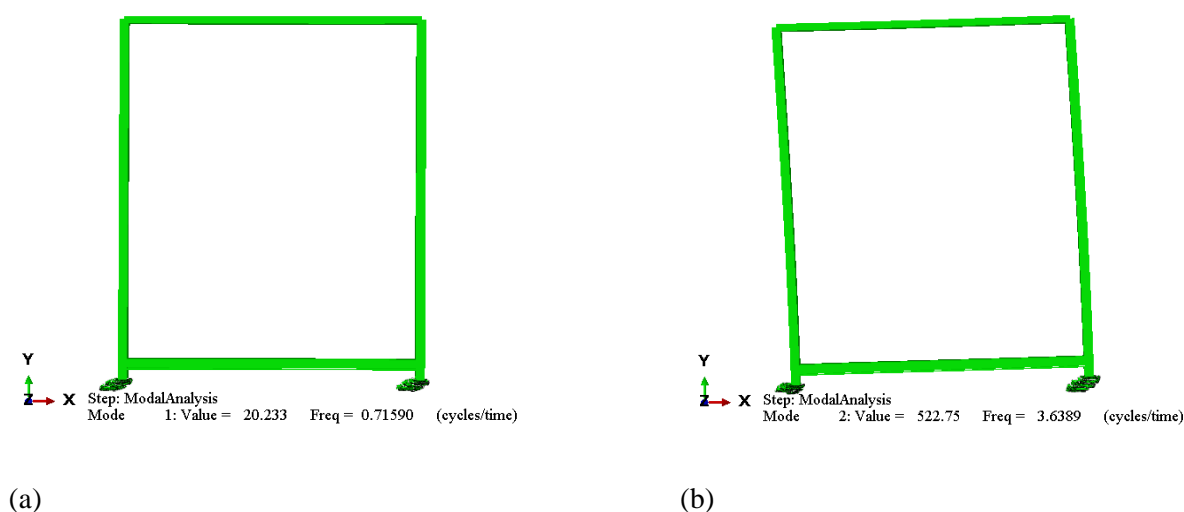 Y
Z X
Step: ModalAnalysis
Mode 1: Value = 20.233 Freq = 0.71590 (cycles/time)
(a)
Y
Z X
Step: ModalAnalysis
Mode 2: Value = 522.75 Freq = 3.6389 (cycles/time)
(b)